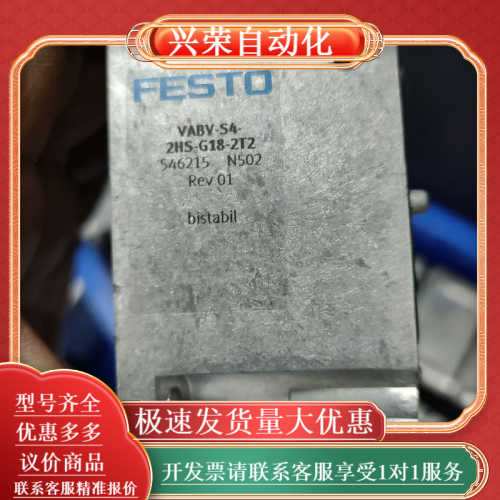 兴荣自动化
FESTO
VABV-S4-
2HS-G18-2T2
546215 N502
Rev 01
bistabil
型号齐全
优惠多多
议价商品
联系客服精准报价
极速发货量大优惠
开发票请联系客服享受1对1服务